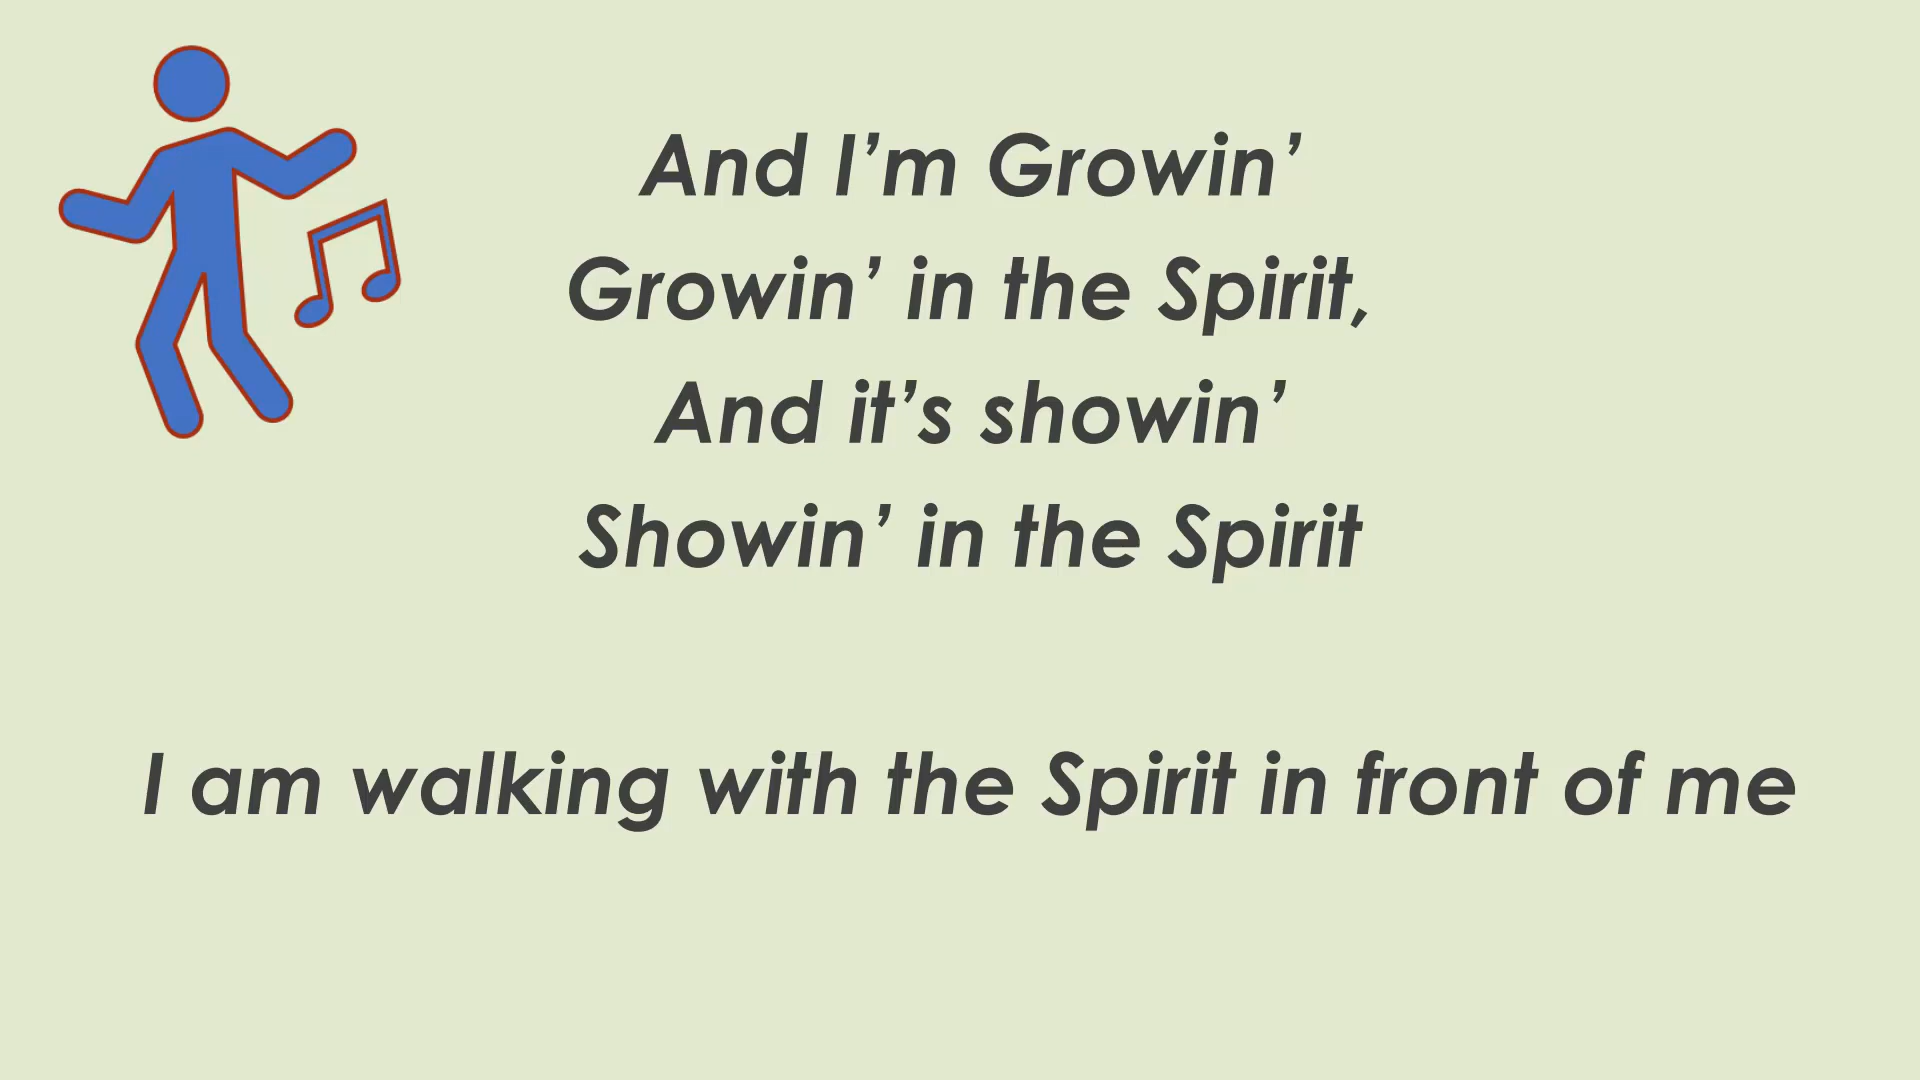 And I’m Growin’
Growin’ in the Spirit,
And it’s showin’
Showin’ in the Spirit
I am walking with the Spirit in front of me